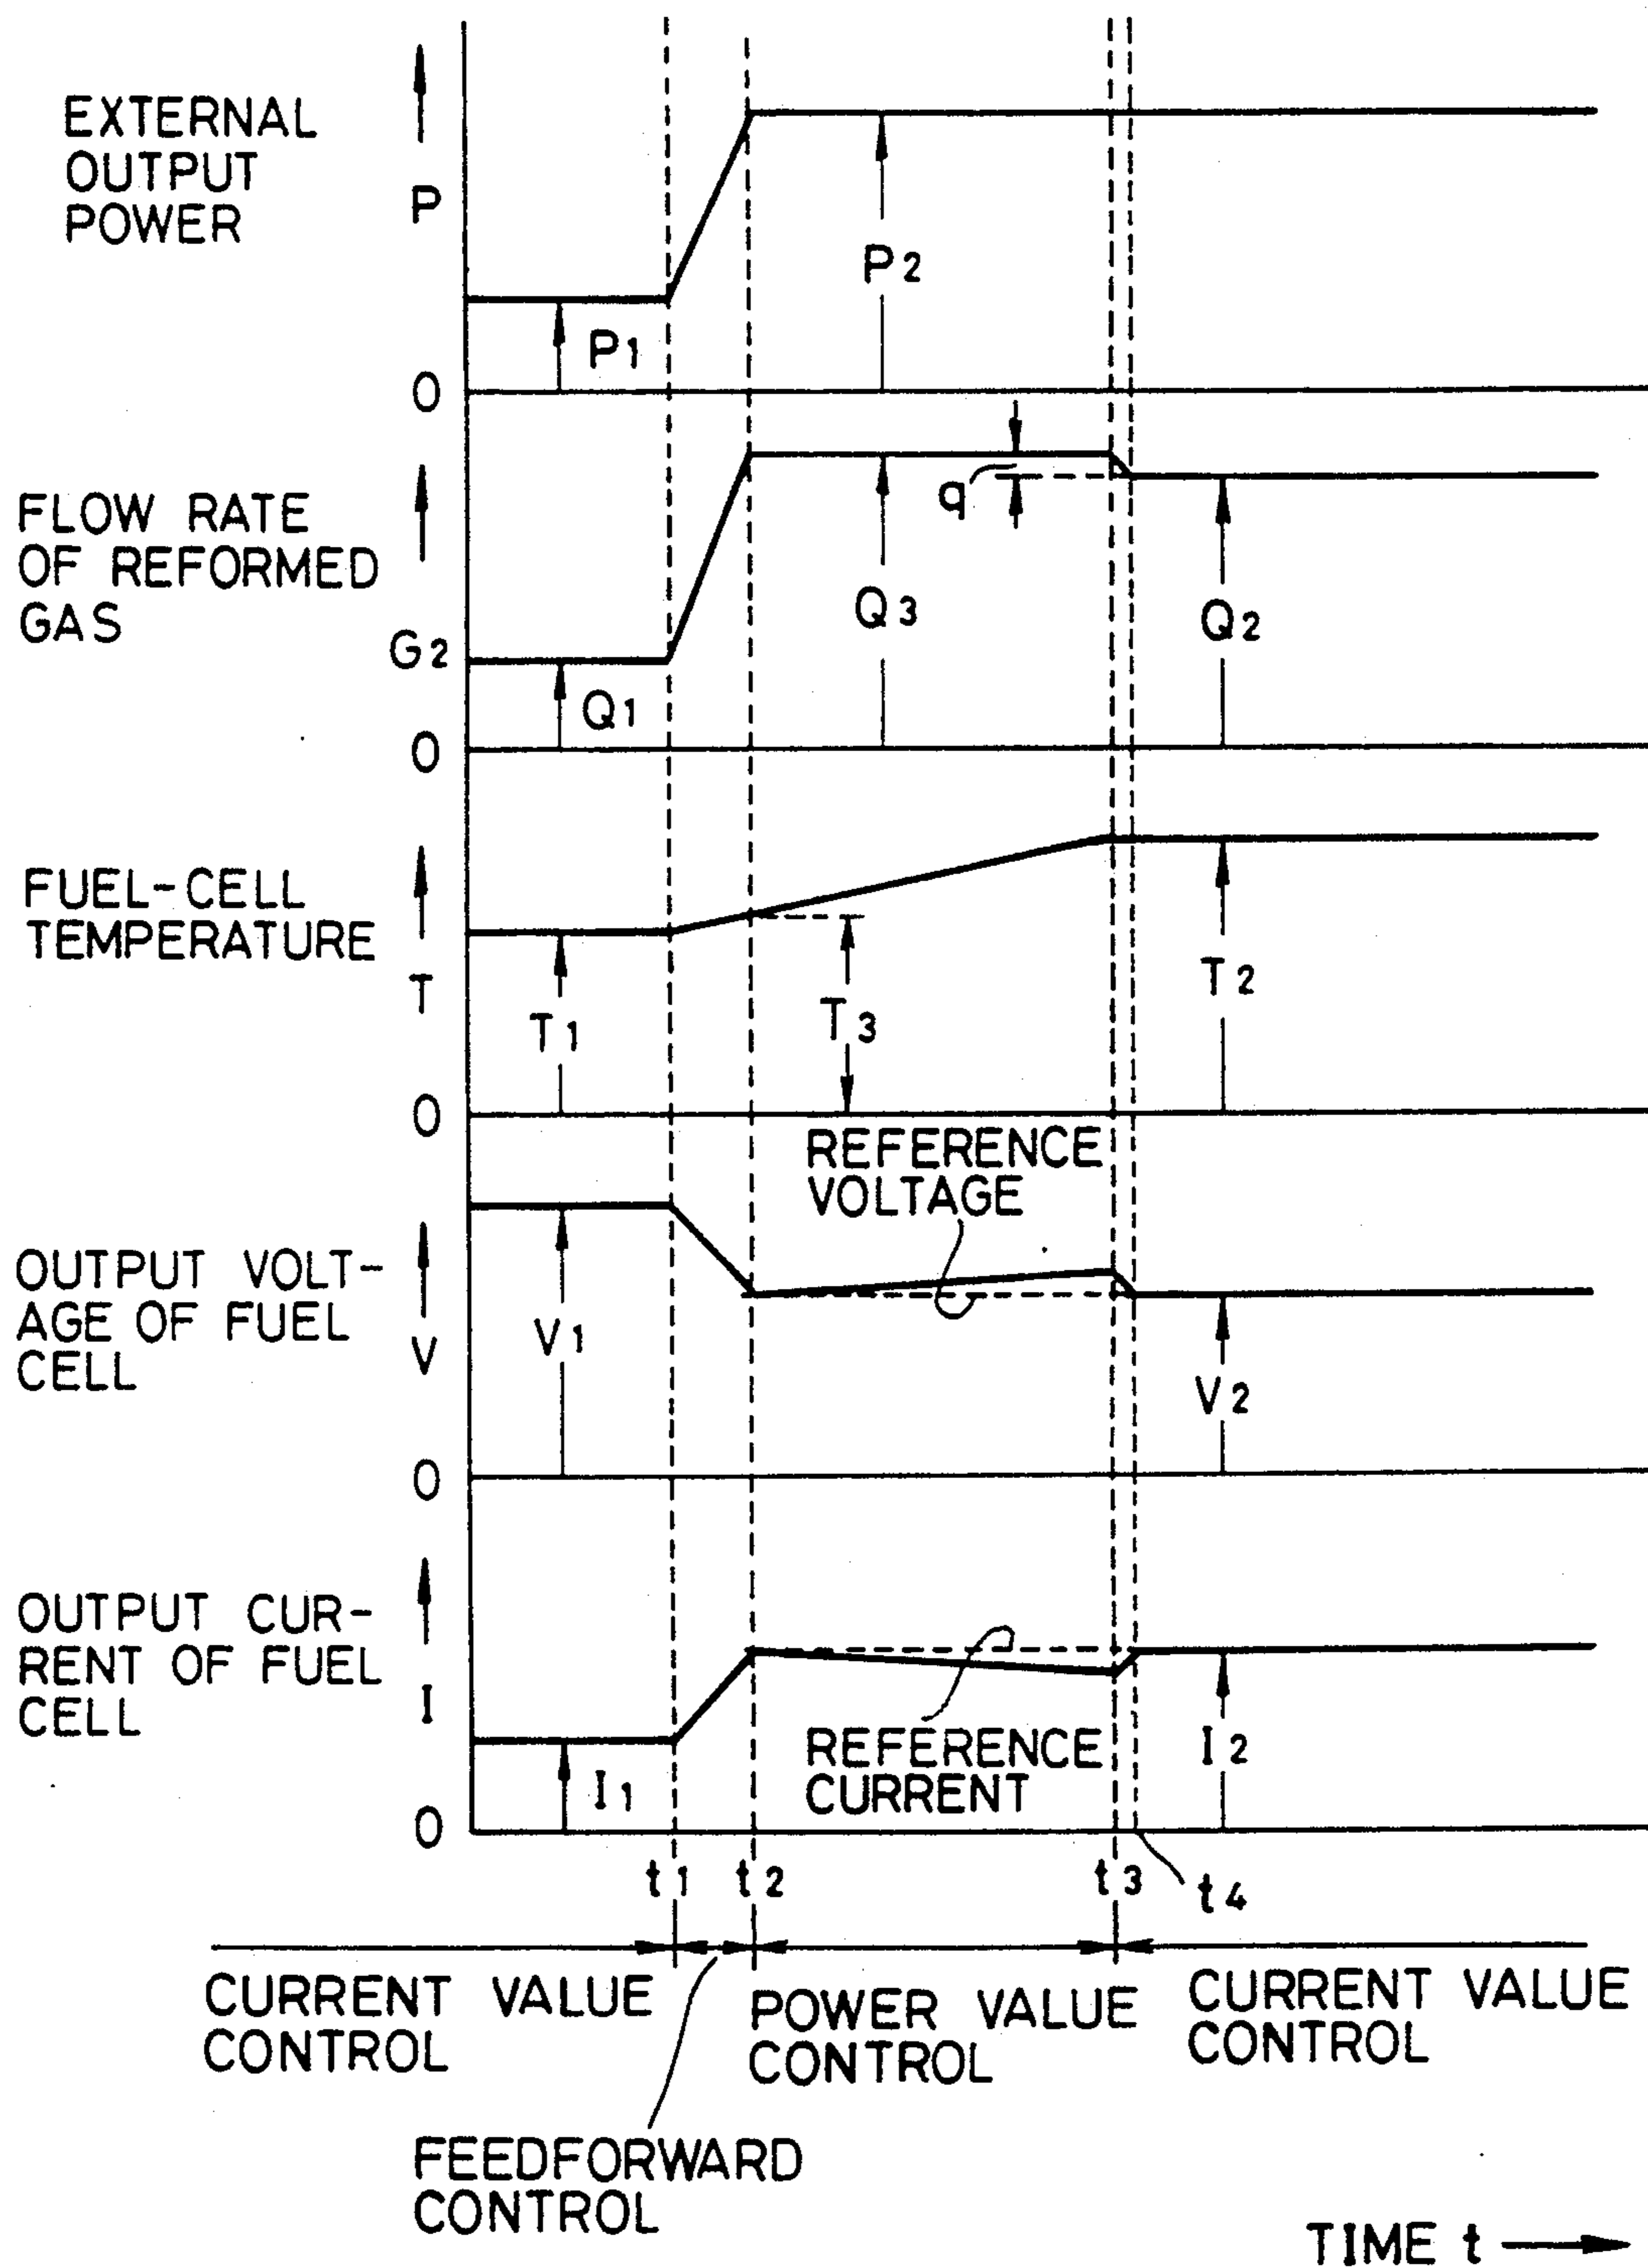 EXTERNAL
OUTPUT
POWER
P
P1
P2
0
FLOW RATE
OF REFORMED
GAS
G2
Q1
Q3
q
Q2
0
FUEL-CELL
TEMPERATURE
T
T1
T3
T2
0
REFERENCE
VOLTAGE
OUTPUT VOLT-
AGE OF FUEL
CELL
V
V1
V2
0
OUTPUT CUR-
RENT OF FUEL
CELL
I
I1
REFERENCE
CURRENT
I2
0
t1
t2
t3
t4
CURRENT VALUE
CONTROL
POWER VALUE
CONTROL
CURRENT VALUE
CONTROL
FEEDFORWARD
CONTROL
TIME t